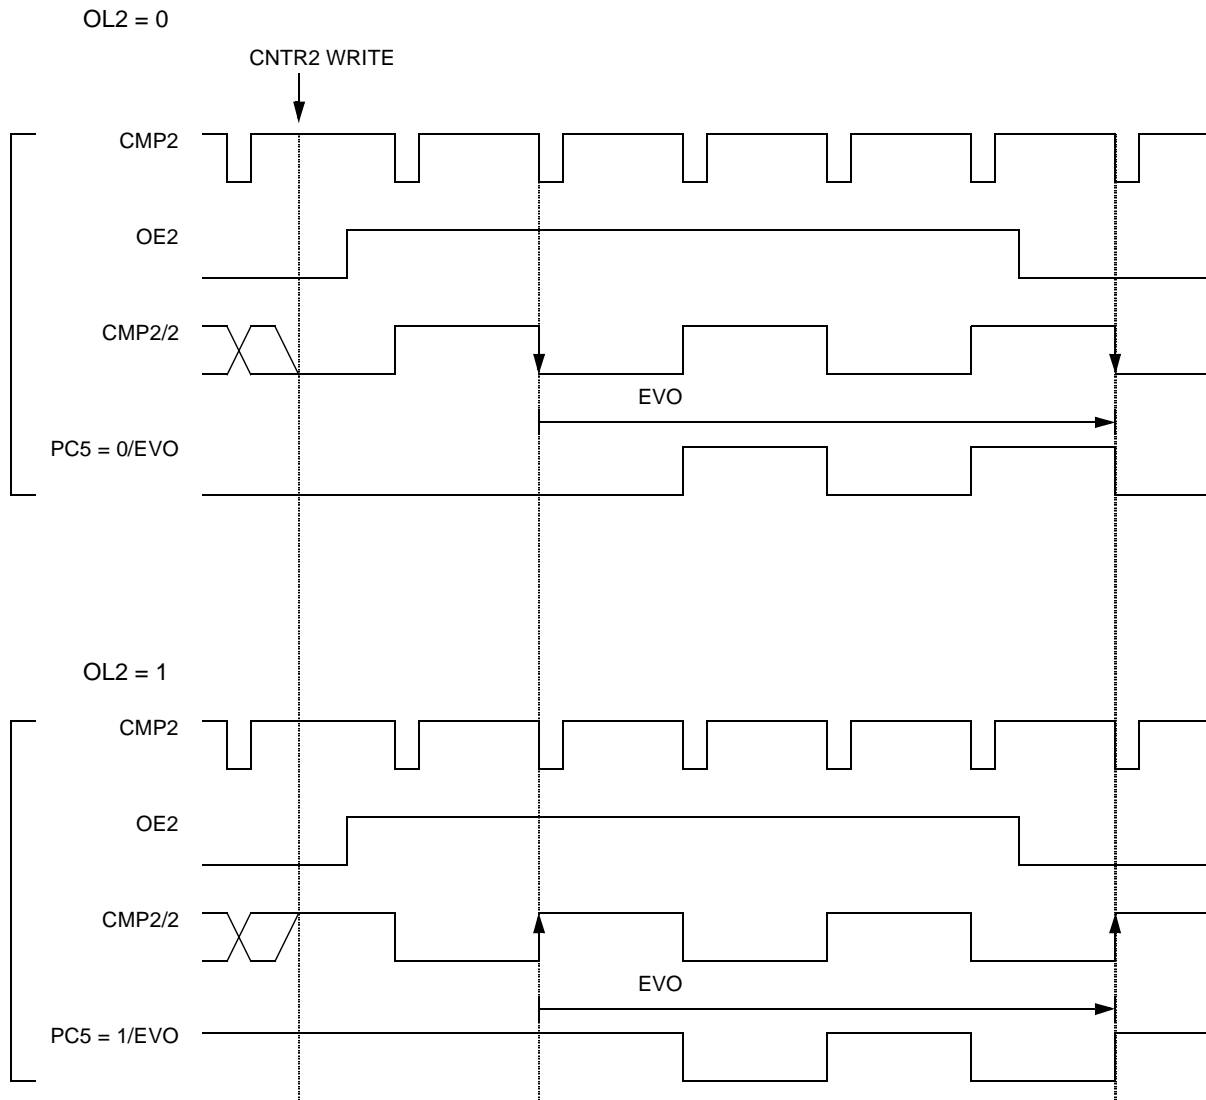 OL2 = 0
CNTR2 WRITE
CMP2
OE2
CMP2/2
EVO
PC5 = 0/EVO
OL2 = 1
CMP2
OE2
CMP2/2
EVO
PC5 = 1/EVO